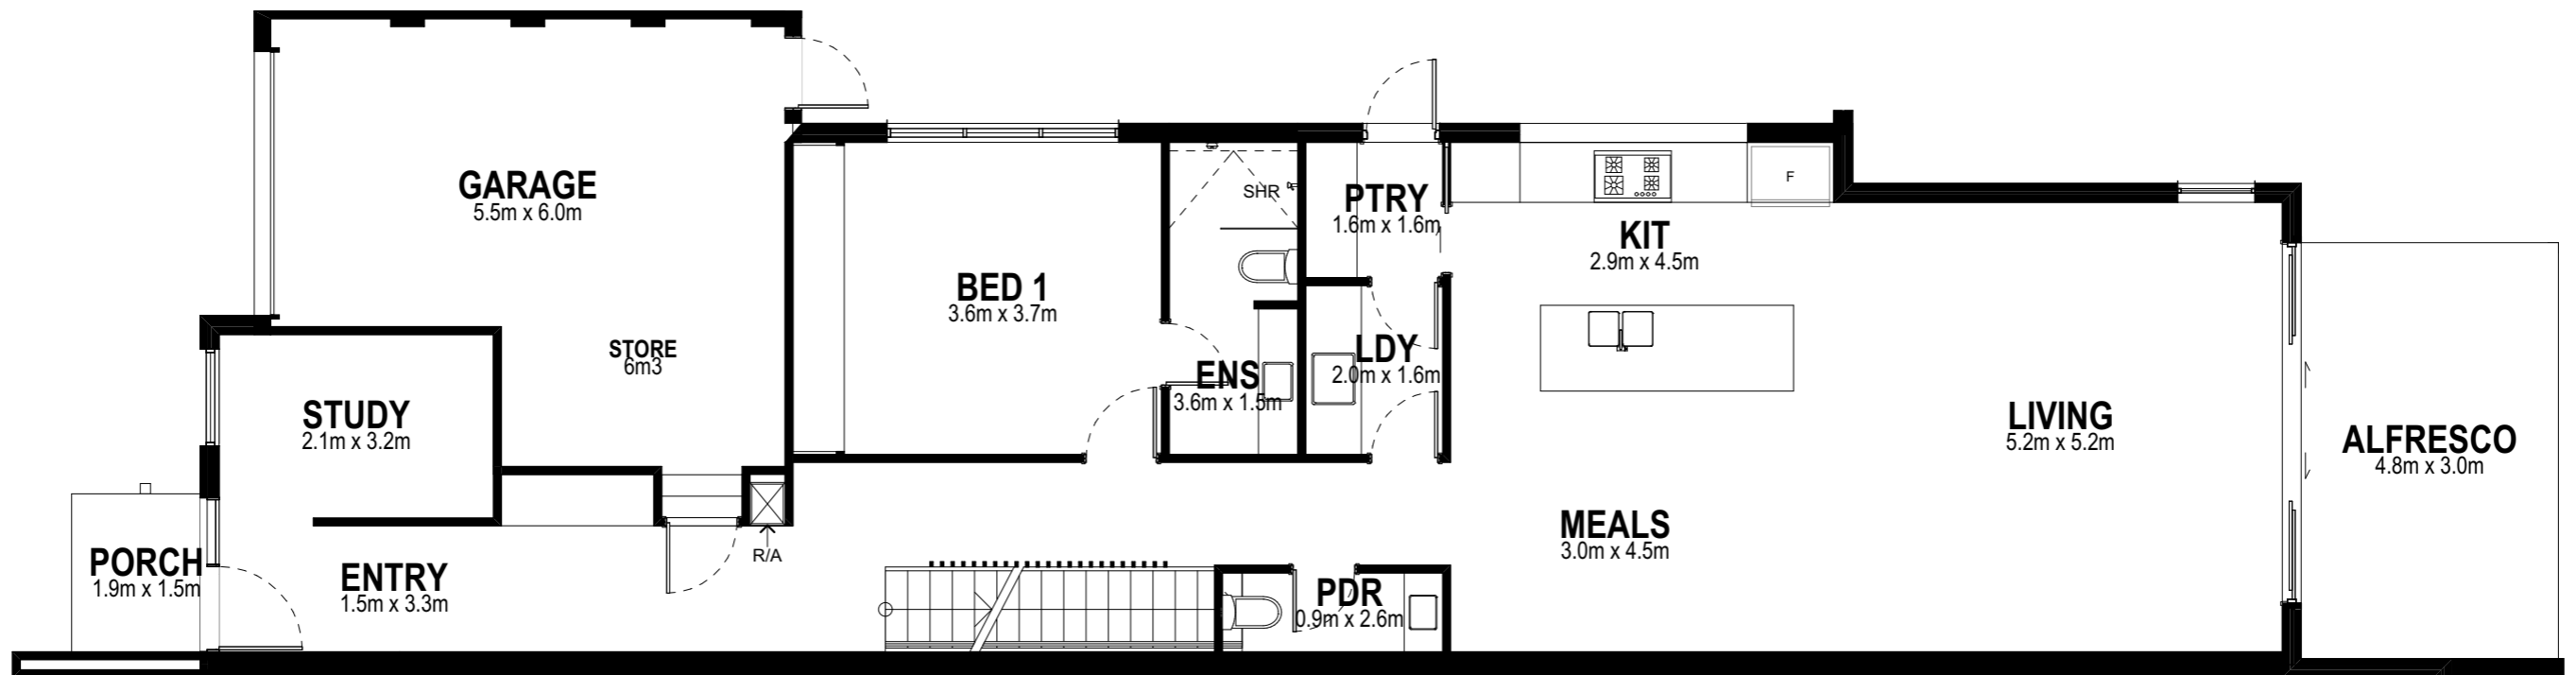 GARAGE
5.5m x 6.0m
SHR
PTRY
1.6m x 1.6m
F
KIT
2.9m x 4.5m
BED 1
3.6m x 3.7m
STORE
6m3
ENS
3.6m x 1.5m
LDY
2.0m x 1.6m
STUDY
2.1m x 3.2m
LIVING
5.2m x 5.2m
ALFRESCO
4.8m x 3.0m
MEALS
3.0m x 4.5m
R/A
PORCH
1.9m x 1.5m
ENTRY
1.5m x 3.3m
PDR
0.9m x 2.6m